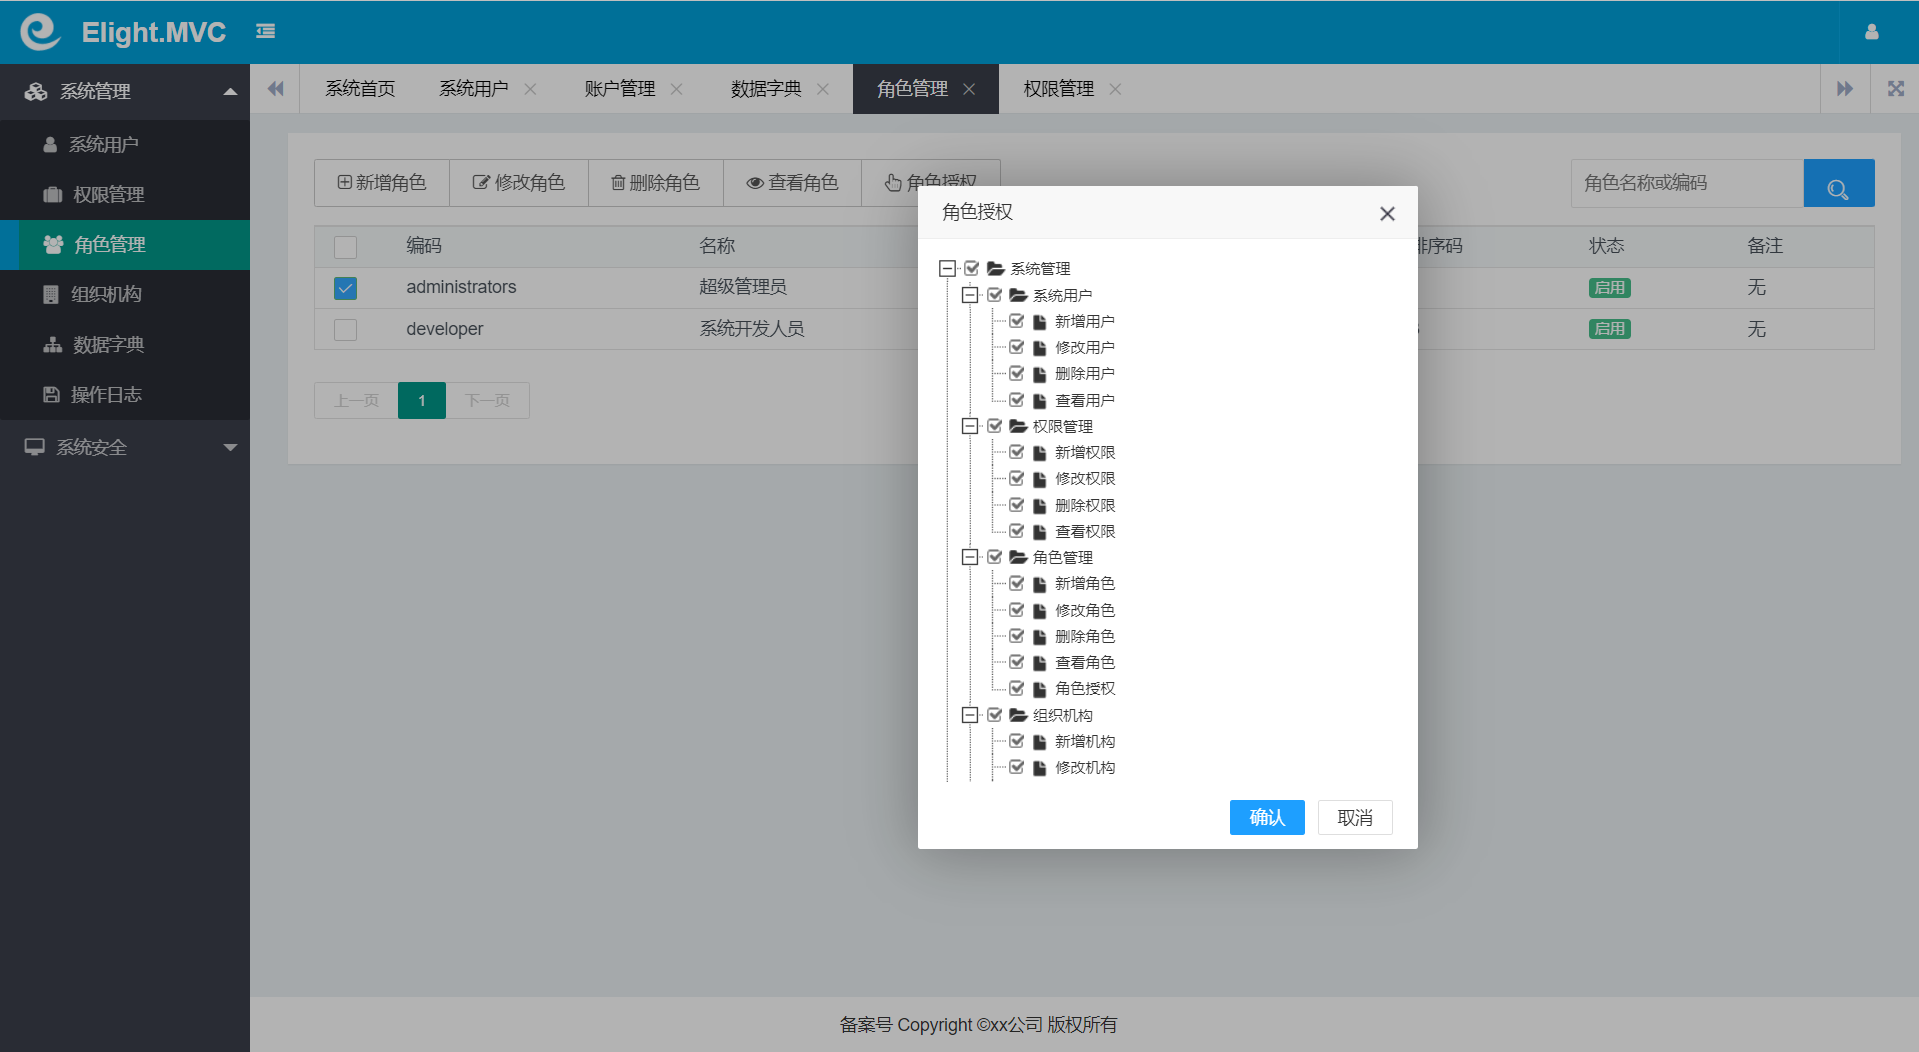 Elight.MVC
系统管理
系统用户
权限管理
角色管理
组织机构
数据字典
操作日志
系统安全
系统首页 系统用户 账户管理 数据字典 角色管理 权限管理
新增角色 修改角色 删除角色 查看角色 角色授权
角色名称或编码
编码 名称 排序码 状态 备注
administrators 超级管理员 启用 无
developer 系统开发人员 启用 无
上一页 1 下一页
角色授权
系统管理
系统用户
新增用户
修改用户
删除用户
查看用户
权限管理
新增权限
修改权限
删除权限
查看权限
角色管理
新增角色
修改角色
删除角色
查看角色
角色授权
组织机构
新增机构
修改机构
确认 取消
备案号 Copyright ©xx公司 版权所有